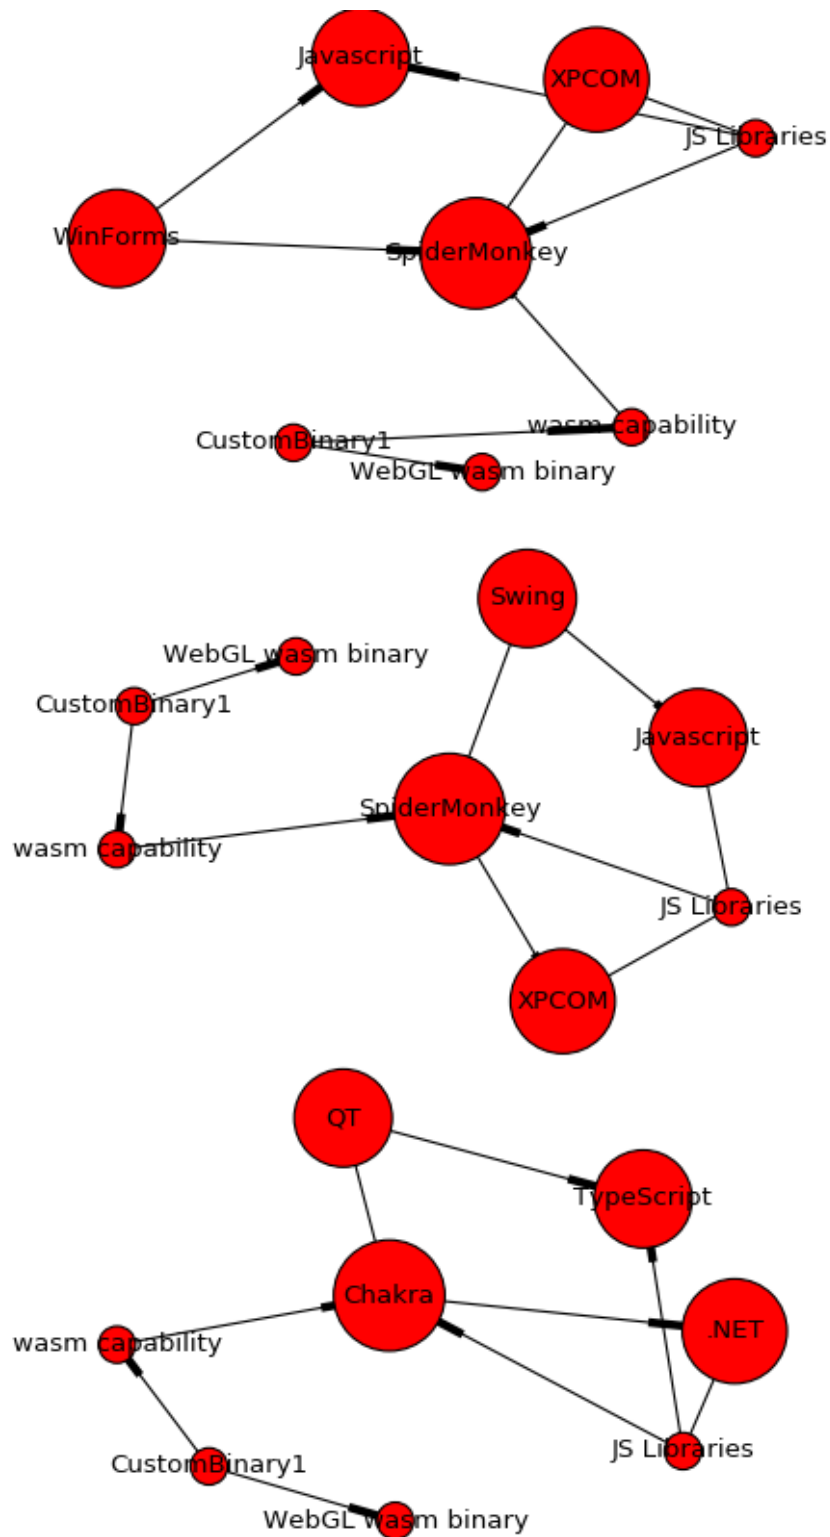 Javascript
XPCOM
JS Libraries
WinForms
SpiderMonkey
wasm capability
CustomBinary1
WebGL wasm binary
Swing
WebGL wasm binary
CustomBinary1
Javascript
SpiderMonkey
wasm capability
JS Libraries
XPCOM
QT
TypeScript
Chakra
.NET
wasm capability
JS Libraries
CustomBinary1
WebGL wasm binary